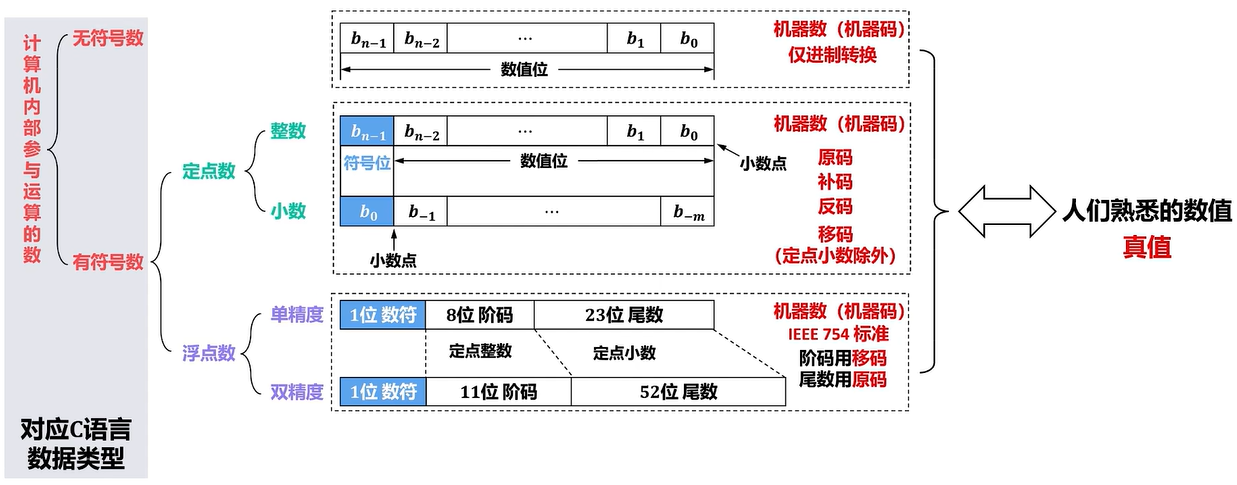 计算机内部参与运算的数
无符号数
有符号数
对应C语言
数据类型
定点数
整数
小数
浮点数
单精度
双精度
b_{n-1} b_{n-2} ⋯ b_1 b_0
数值位
机器数（机器码）
仅进制转换
b_{n-1} b_{n-2} ⋯ b_1 b_0
符号位
数值位
小数点
b_0 b_{-1} ⋯ b_{-m}
小数点
机器数（机器码）
原码
补码
反码
移码
（定点小数除外）
1位 数符 8位 阶码 23位 尾数
定点整数 定点小数
1位 数符 11位 阶码 52位 尾数
机器数（机器码）
IEEE 754 标准
阶码用移码
尾数用原码
人们熟悉的数值
真值